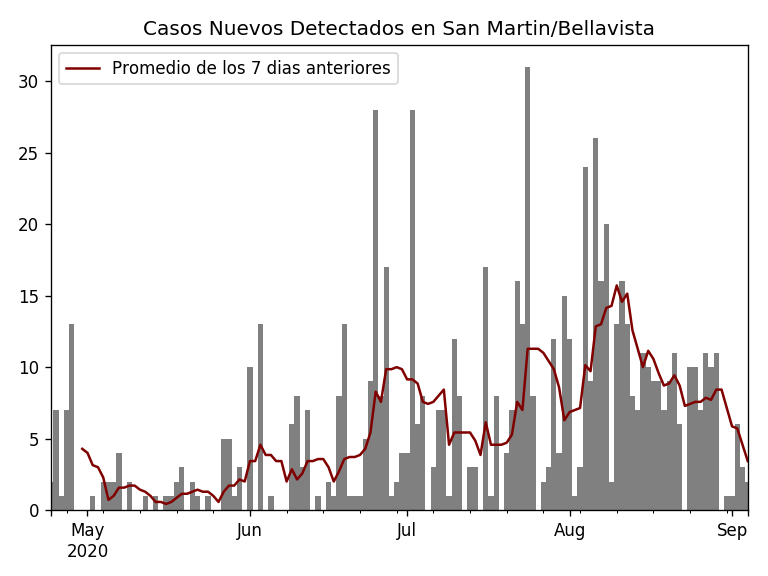 Casos Nuevos Detectados en San Martin/Bellavista
Promedio de los 7 dias anteriores
30
25
20
15
10
5
0
May Jun Jul Aug Sep
2020